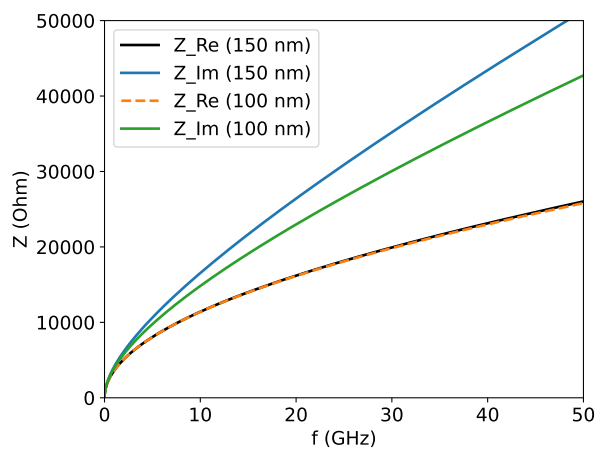 50000
40000
30000
20000
10000
0
Z (Ohm)
Z_Re (150 nm)
Z_Im (150 nm)
Z_Re (100 nm)
Z_Im (100 nm)
0 10 20 30 40 50
f (GHz)